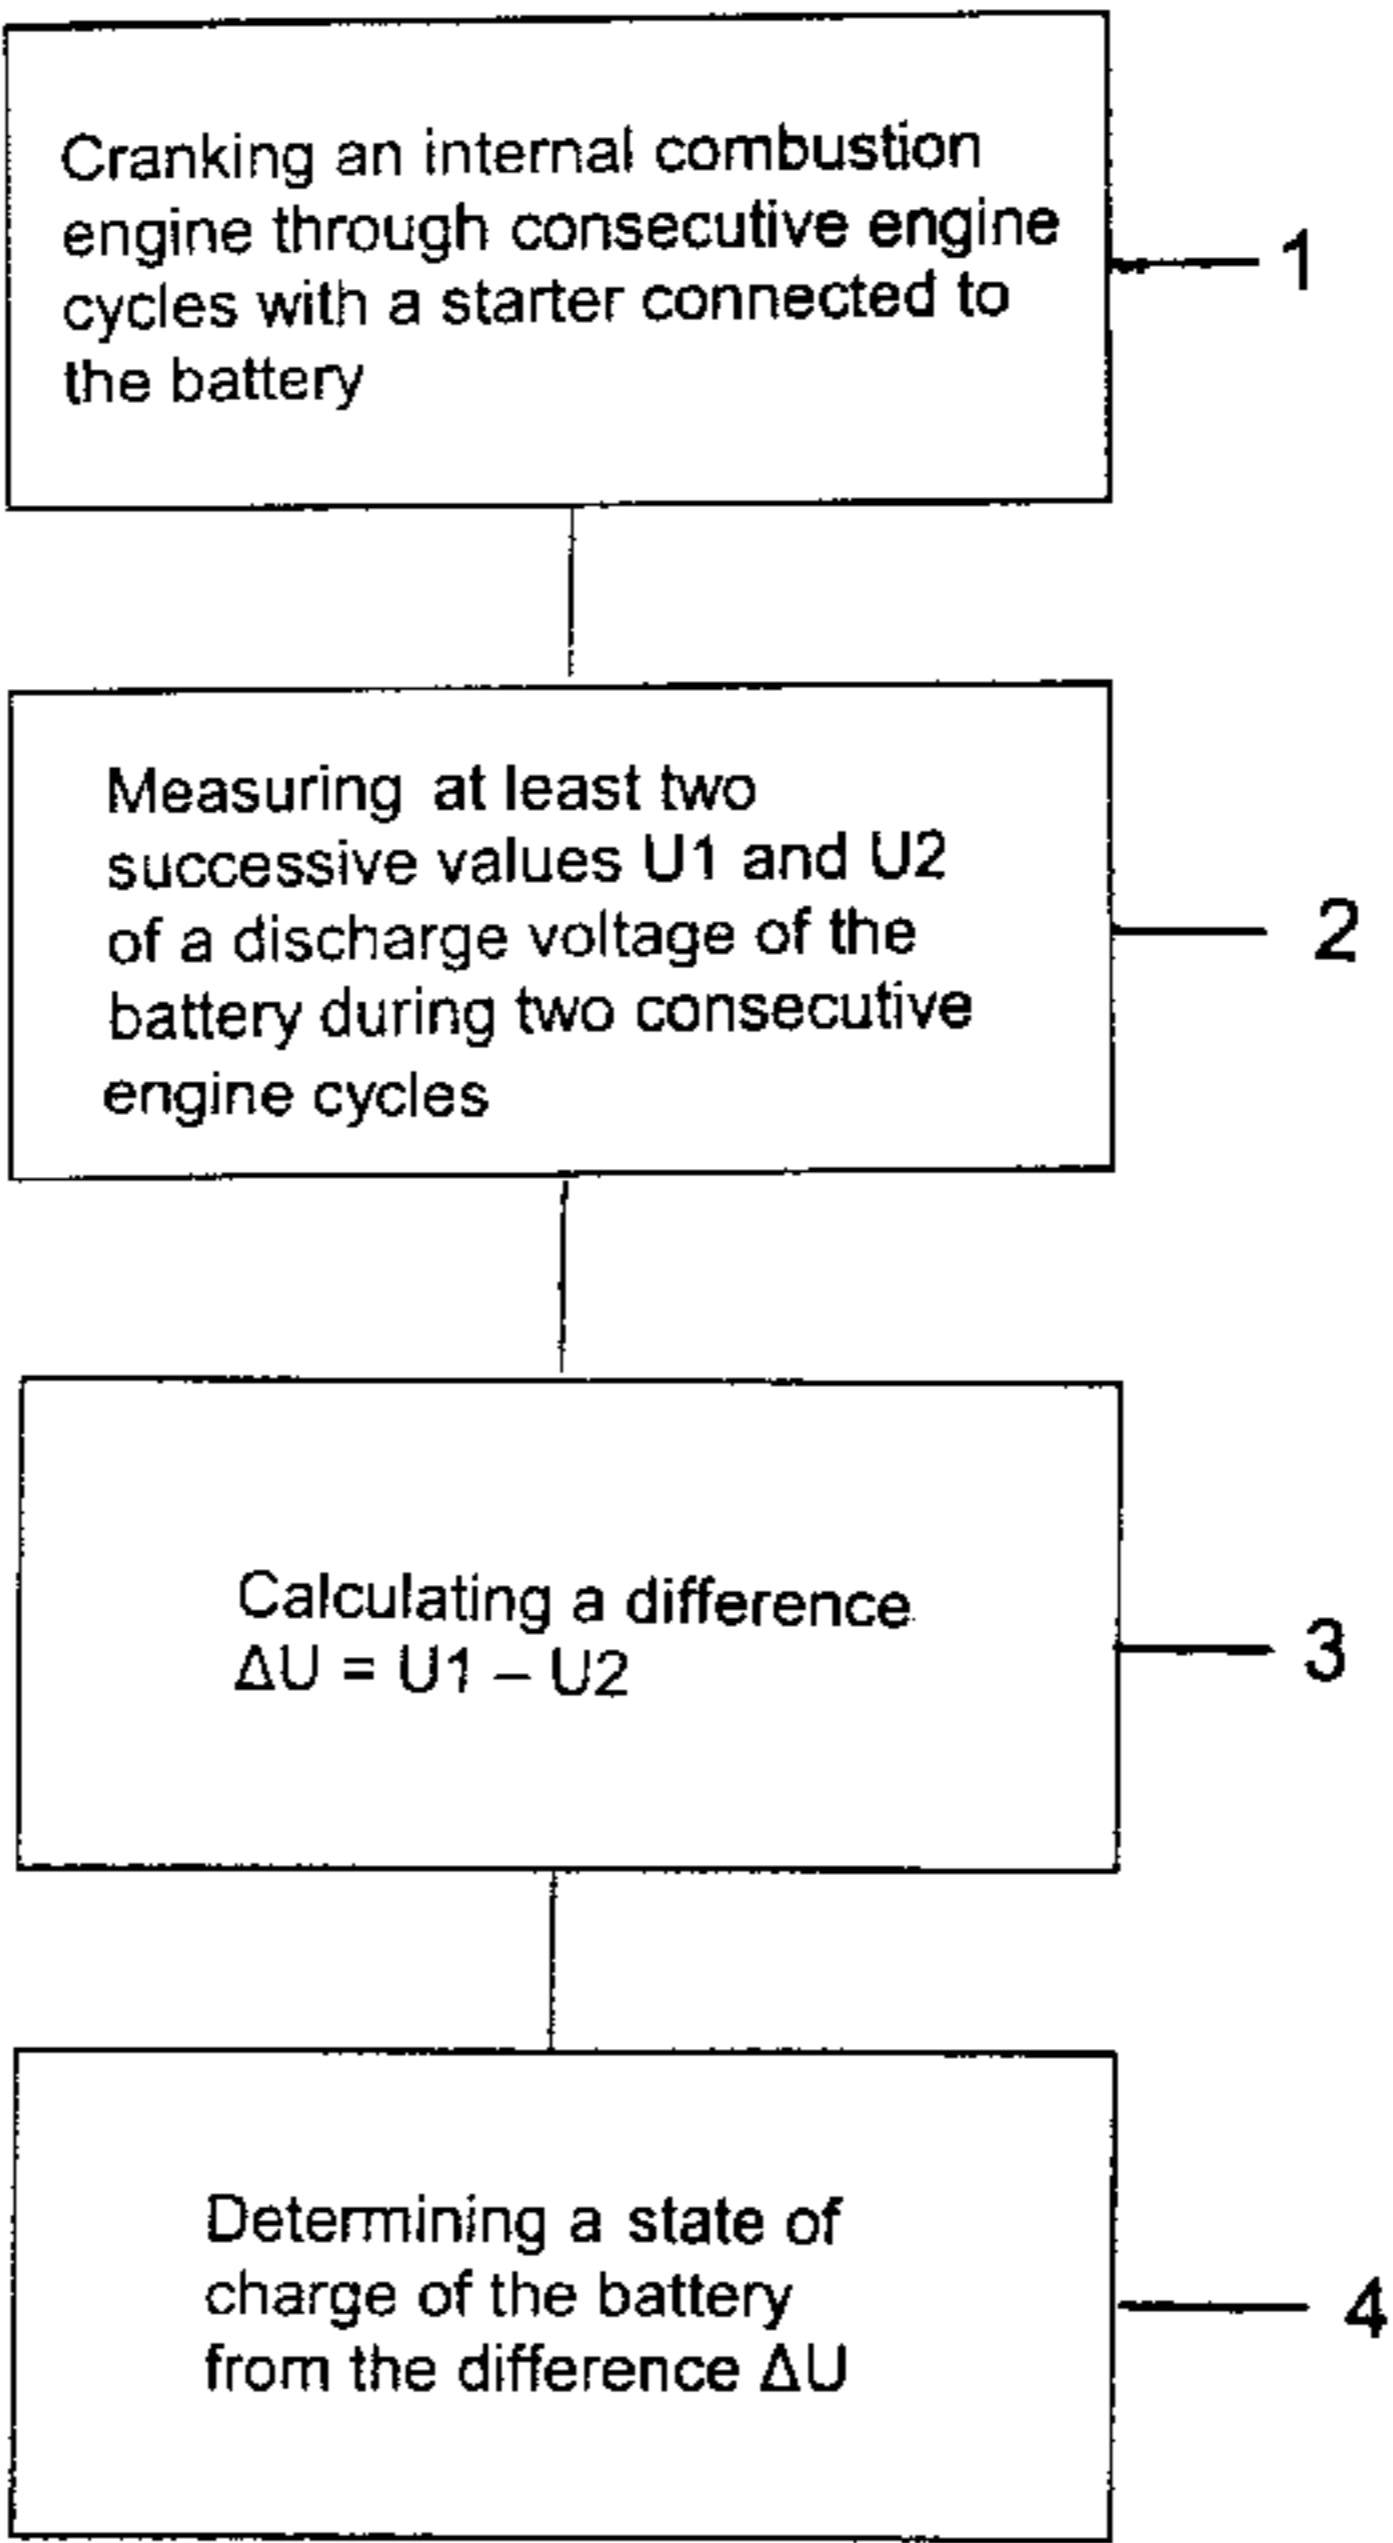 Cranking an internal combustion
engine through consecutive engine
cycles with a starter connected to
the battery
1
Measuring at least two
successive values U1 and U2
of a discharge voltage of the
battery during two consecutive
engine cycles
2
Calculating a difference
ΔU = U1 – U2
3
Determining a state of
charge of the battery
from the difference ΔU
4